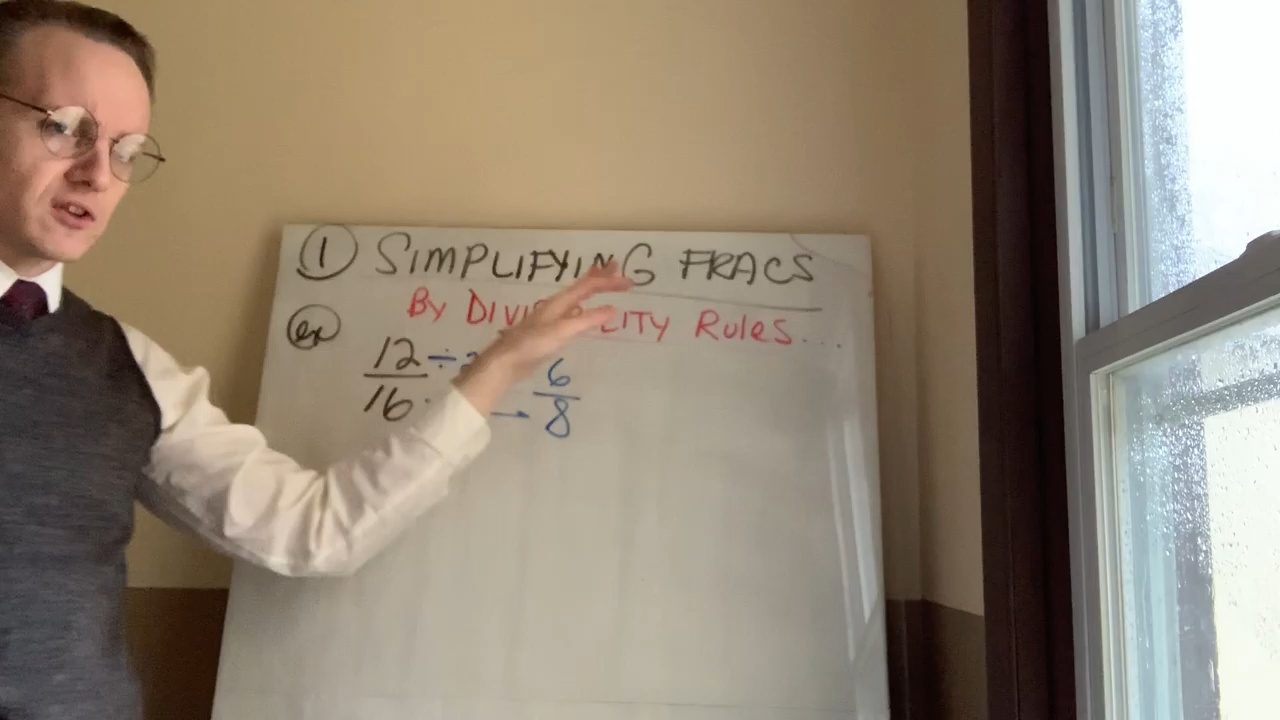 ① SIMPLIFYING FRACS
By Rules...
ex
12 ÷ 6
16 → 8